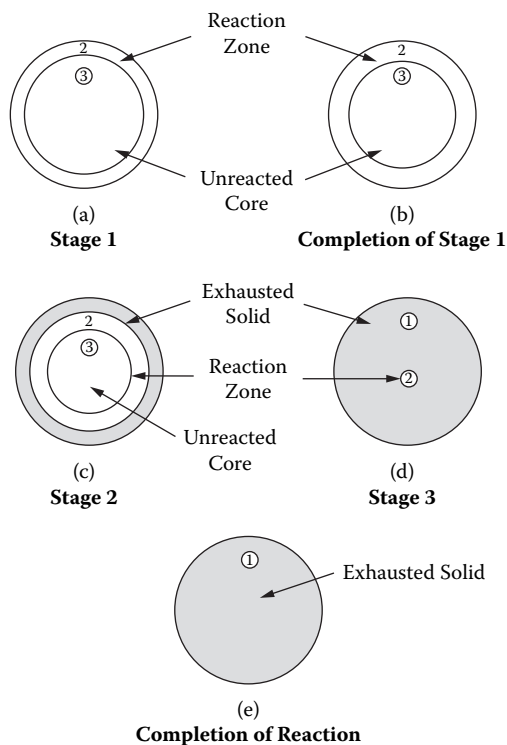 Reaction
Zone
2
3
2
3
Unreacted
Core
(a)
Stage 1
(b)
Completion of Stage 1
Exhausted
Solid
2
3
Reaction
Zone
Unreacted
Core
1
2
(c)
Stage 2
(d)
Stage 3
1
Exhausted Solid
(e)
Completion of Reaction